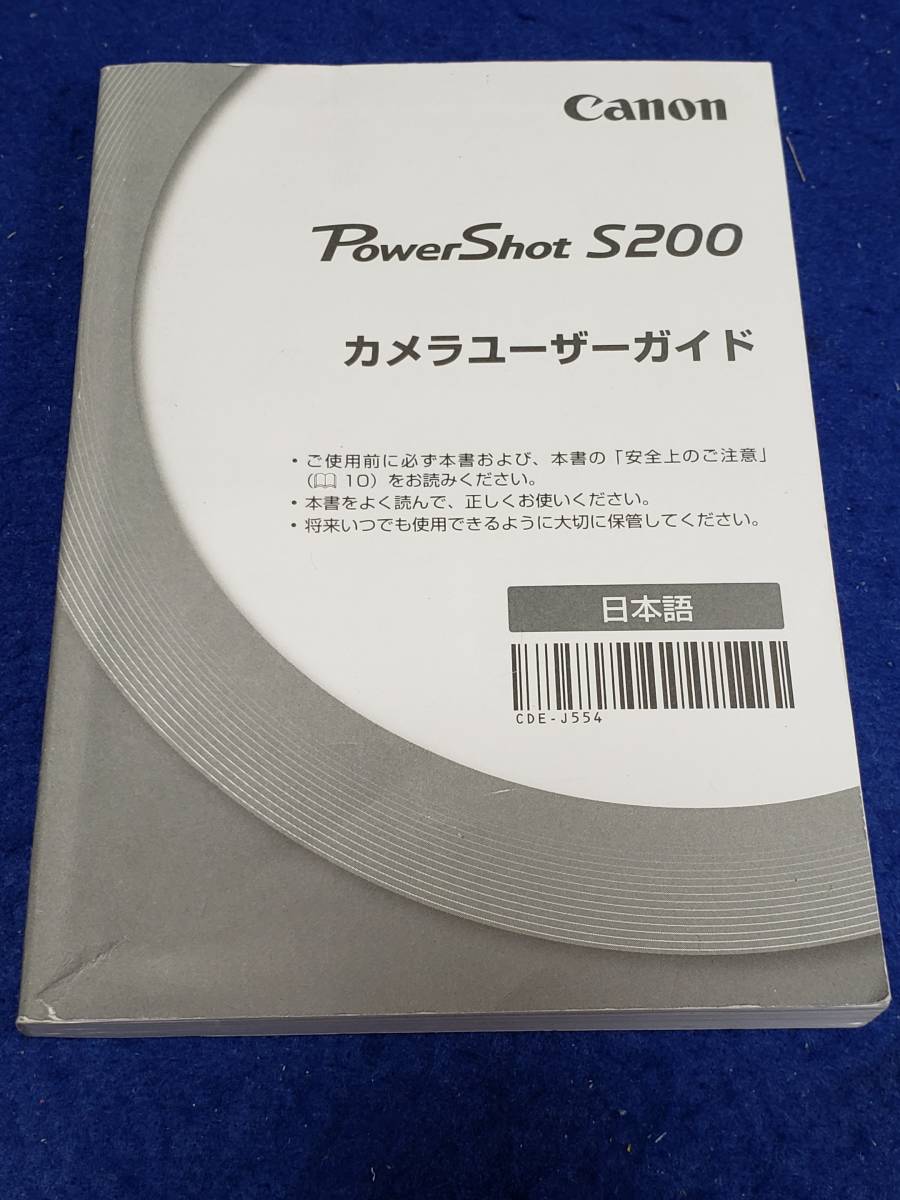 Canon
PowerShot S200
カメラユーザーガイド
・ご使用前に必ず本書および、本書の「安全上のご注意」
（📖 10）をお読みください。
・本書をよく読んで、正しくお使いください。
・将来いつでも使用できるように大切に保管してください。
日本語
CDE-J554